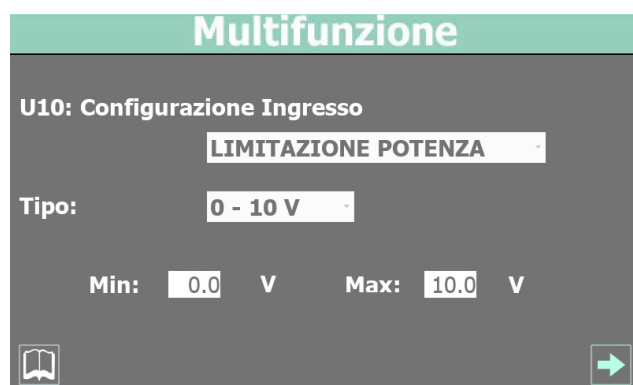 Multifunzione
U10: Configurazione Ingresso
LIMITAZIONE POTENZA
Tipo: 0 - 10 V
Min: 0.0 V Max: 10.0 V